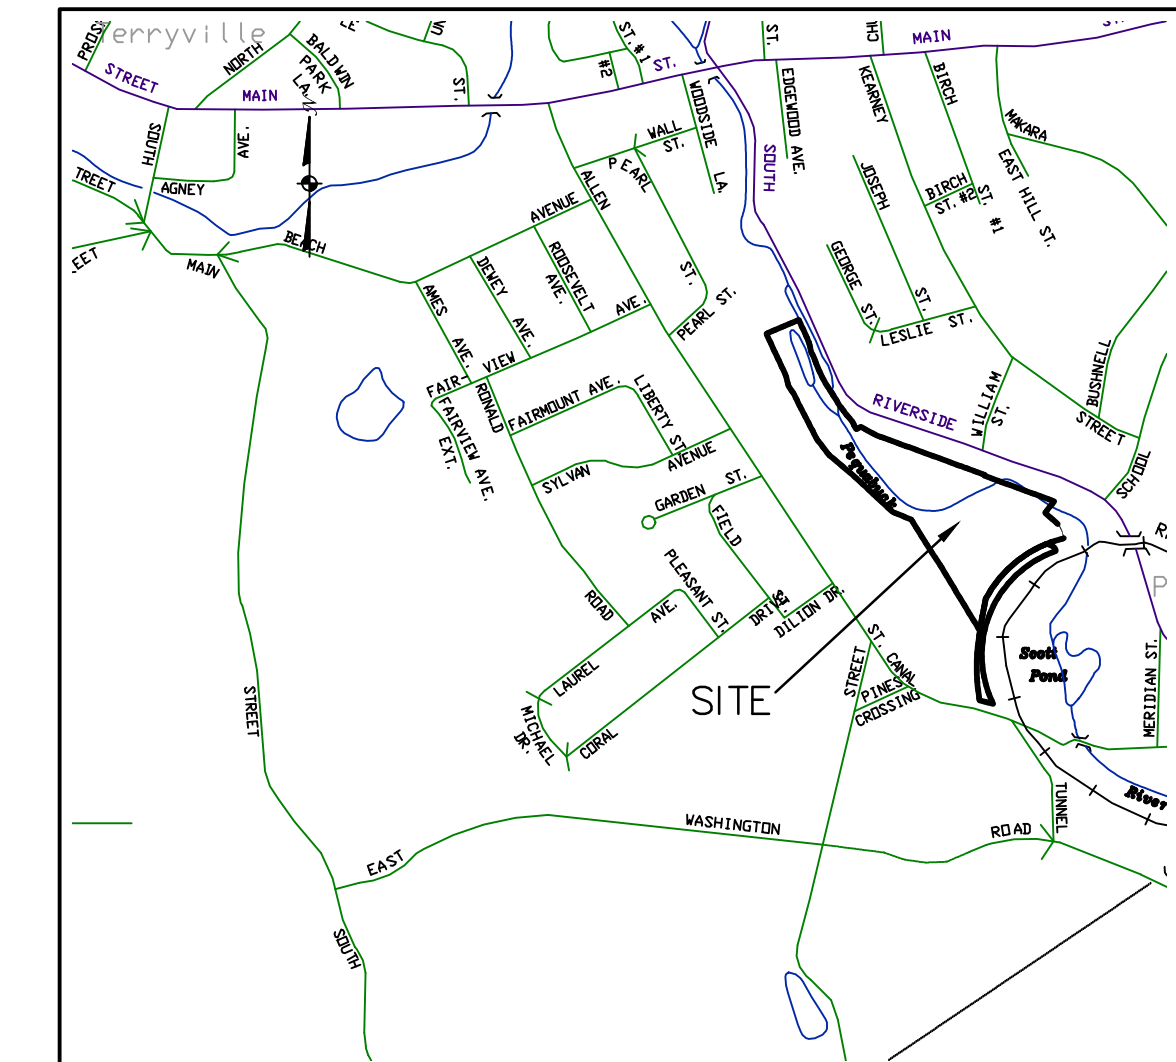 Terryville
NORTH
BALDWIN
PARK
LA.
STREET
MAIN
ST.
#2
ST. #1
ST.
ST.
MAIN
SOUTH
AVE.
AGNEY
TREET
EET
MAIN
BEACH
WOODSIDE
LA.
WALL
ST.
PEARL
ST.
PEARL ST.
ALLEN
AVENUE
EDGEWOOD AVE.
SOUTH
KEARNEY
BIRCH
ST. #1
BIRCH
ST. #2
MAKARA
EAST HILL ST.
JOSEPH
ST.
GEORGE
ST.
LESLIE ST.
AMES
AVE.
DEWEY
AVE.
ROOSEVELT
AVE.
FAIR-
VIEW
AVE.
RONALD
FAIRVIEW AVE.
EXT.
FAIRMOUNT AVE.
LIBERTY ST.
SYLVAN
AVENUE
GARDEN ST.
FIELD
PLEASANT ST.
ROAD
AVE.
LAUREL
MICHAEL
DR.
CORAL
DRIVE
DILION DR.
RIVERSIDE
WILLIAM
ST.
BUSHNELL
STREET
SCHOOL
Pequabuck
SITE
ST.
CANAL
STREET
PINES
CROSSING
Scott
Pond
MERIDIAN ST.
River
TUNNEL
STREET
EAST
WASHINGTON
ROAD
SOUTH